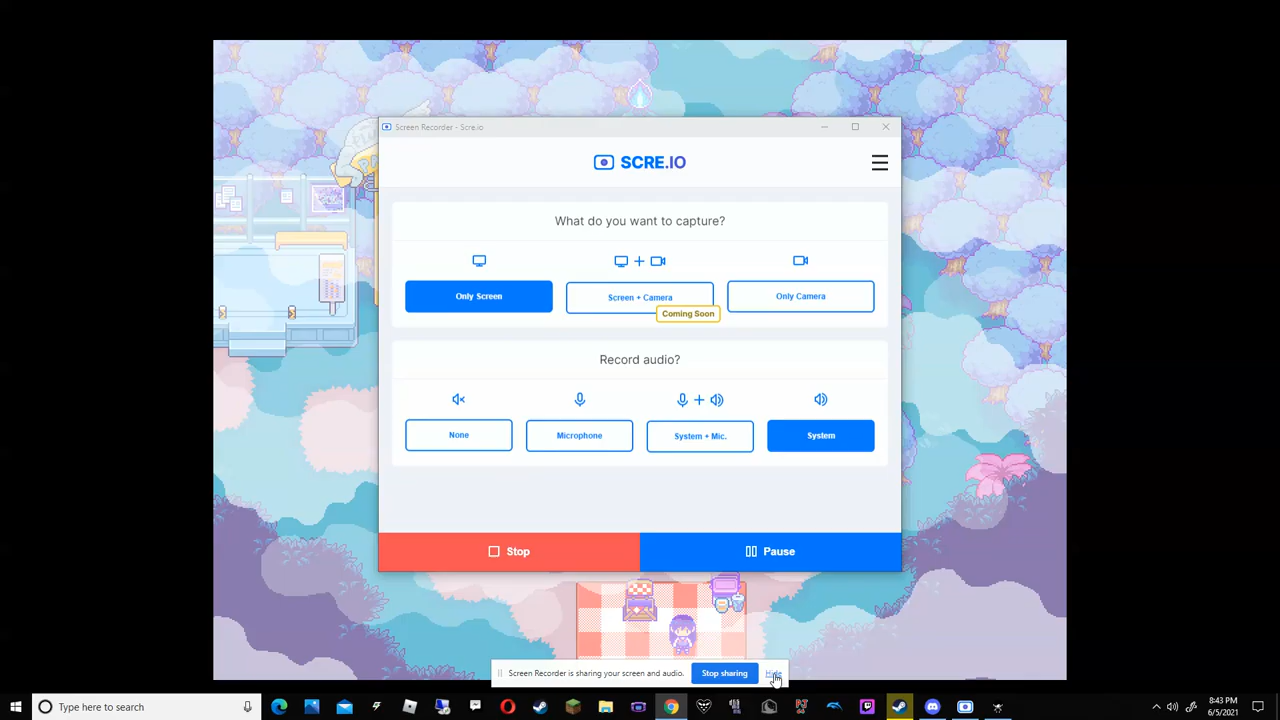 Screen Recorder - Scre.io
SCRE.IO
What do you want to capture?
Only Screen
Screen + Camera
Only Camera
Coming Soon
Record audio?
None
Microphone
System + Mic.
System
Stop
Pause
Screen Recorder is sharing your screen and audio.
Stop sharing
Hide
Type here to search
8:43 PM
6/5/2021